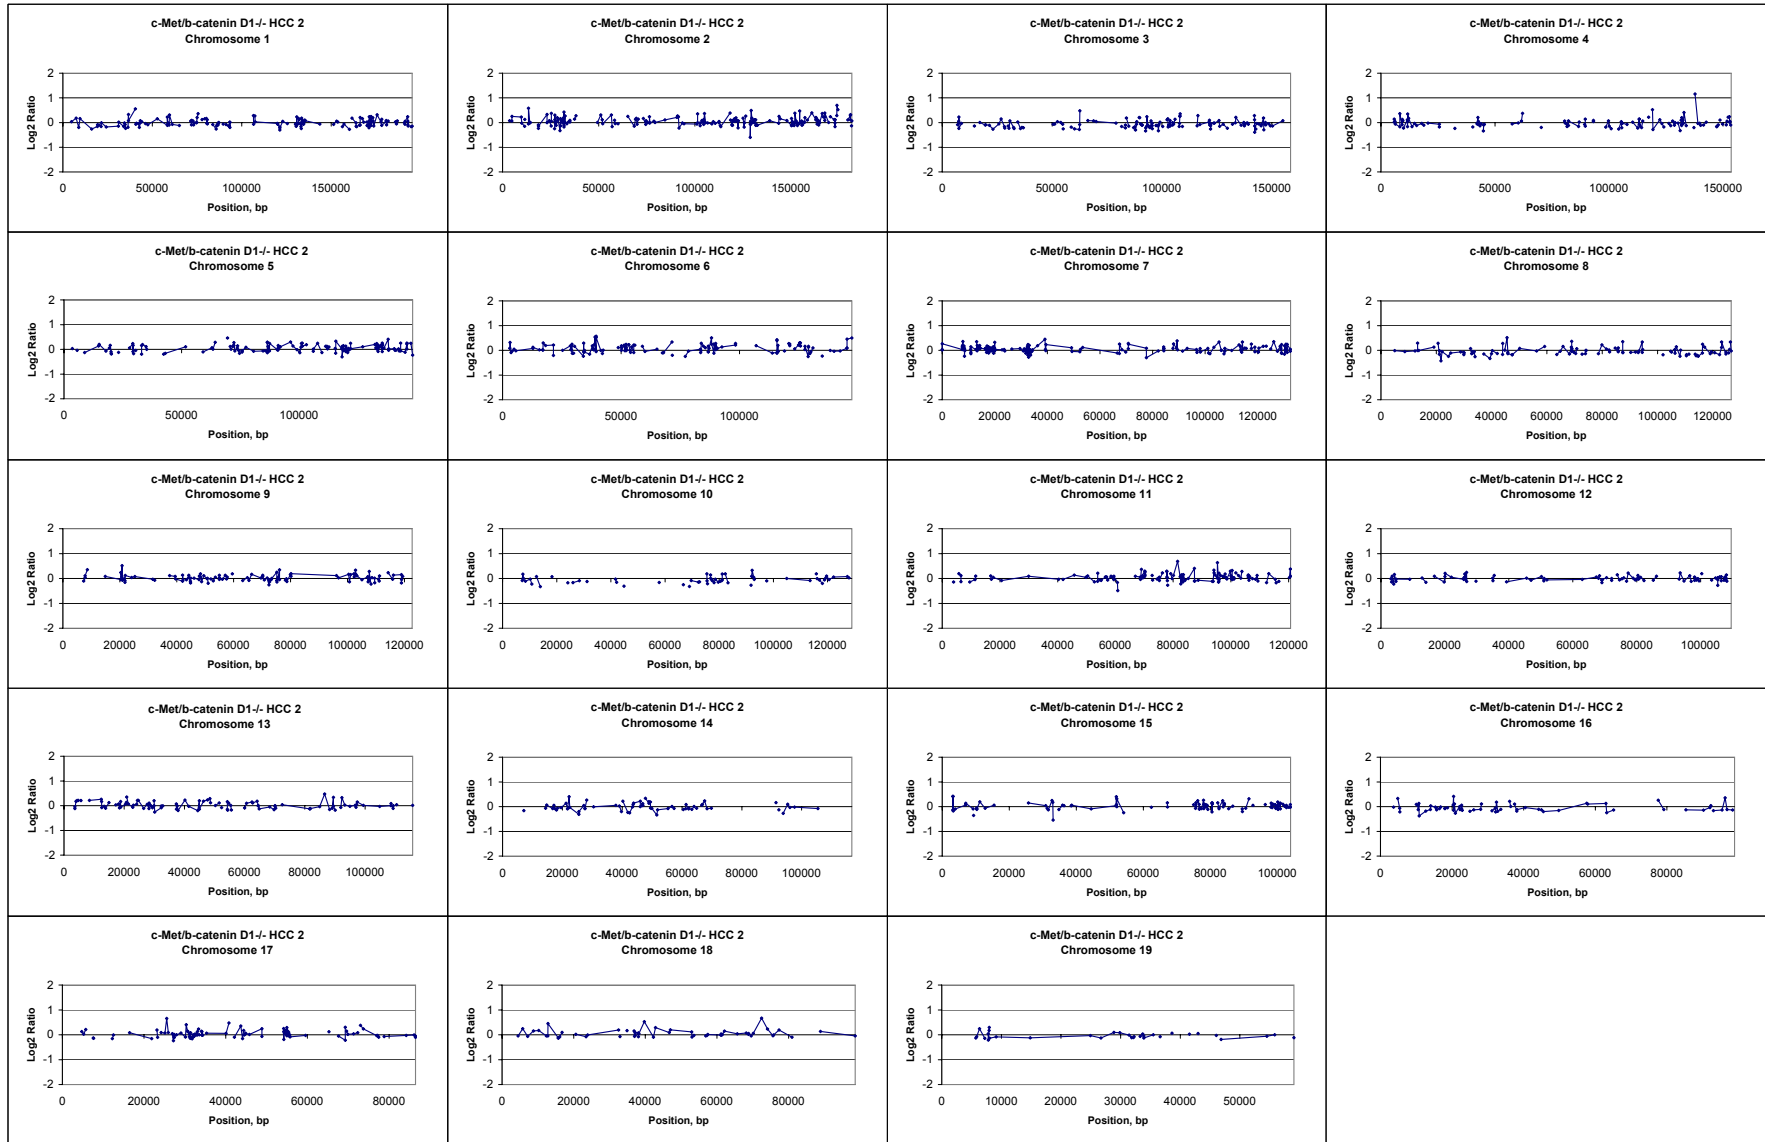 c-Met/b-catenin D1-/- HCC 2
Chromosome 1
2
1
0
-1
-2
Log2 Ratio
0 50000 100000 150000
Position, bp
c-Met/b-catenin D1-/- HCC 2
Chromosome 2
2
1
0
-1
-2
Log2 Ratio
0 50000 100000 150000
Position, bp
c-Met/b-catenin D1-/- HCC 2
Chromosome 3
2
1
0
-1
-2
Log2 Ratio
0 50000 100000 150000
Position, bp
c-Met/b-catenin D1-/- HCC 2
Chromosome 4
2
1
0
-1
-2
Log2 Ratio
0 50000 100000 150000
Position, bp
c-Met/b-catenin D1-/- HCC 2
Chromosome 5
2
1
0
-1
-2
Log2 Ratio
0 50000 100000
Position, bp
c-Met/b-catenin D1-/- HCC 2
Chromosome 6
2
1
0
-1
-2
Log2 Ratio
0 50000 100000
Position, bp
c-Met/b-catenin D1-/- HCC 2
Chromosome 7
2
1
0
-1
-2
Log2 Ratio
0 20000 40000 60000 80000 100000 120000
Position, bp
c-Met/b-catenin D1-/- HCC 2
Chromosome 8
2
1
0
-1
-2
Log2 Ratio
0 20000 40000 60000 80000 100000 120000
Position, bp
c-Met/b-catenin D1-/- HCC 2
Chromosome 9
2
1
0
-1
-2
Log2 Ratio
0 20000 40000 60000 80000 100000 120000
Position, bp
c-Met/b-catenin D1-/- HCC 2
Chromosome 10
2
1
0
-1
-2
Log2 Ratio
0 20000 40000 60000 80000 100000 120000
Position, bp
c-Met/b-catenin D1-/- HCC 2
Chromosome 11
2
1
0
-1
-2
Log2 Ratio
0 20000 40000 60000 80000 100000 120000
Position, bp
c-Met/b-catenin D1-/- HCC 2
Chromosome 12
2
1
0
-1
-2
Log2 Ratio
0 20000 40000 60000 80000 100000
Position, bp
c-Met/b-catenin D1-/- HCC 2
Chromosome 13
2
1
0
-1
-2
Log2 Ratio
0 20000 40000 60000 80000 100000
Position, bp
c-Met/b-catenin D1-/- HCC 2
Chromosome 14
2
1
0
-1
-2
Log2 Ratio
0 20000 40000 60000 80000 100000
Position, bp
c-Met/b-catenin D1-/- HCC 2
Chromosome 15
2
1
0
-1
-2
Log2 Ratio
0 20000 40000 60000 80000 100000
Position, bp
c-Met/b-catenin D1-/- HCC 2
Chromosome 16
2
1
0
-1
-2
Log2 Ratio
0 20000 40000 60000 80000
Position, bp
c-Met/b-catenin D1-/- HCC 2
Chromosome 17
2
1
0
-1
-2
Log2 Ratio
0 20000 40000 60000 80000
Position, bp
c-Met/b-catenin D1-/- HCC 2
Chromosome 18
2
1
0
-1
-2
Log2 Ratio
0 20000 40000 60000 80000
Position, bp
c-Met/b-catenin D1-/- HCC 2
Chromosome 19
2
1
0
-1
-2
Log2 Ratio
0 10000 20000 30000 40000 50000
Position, bp